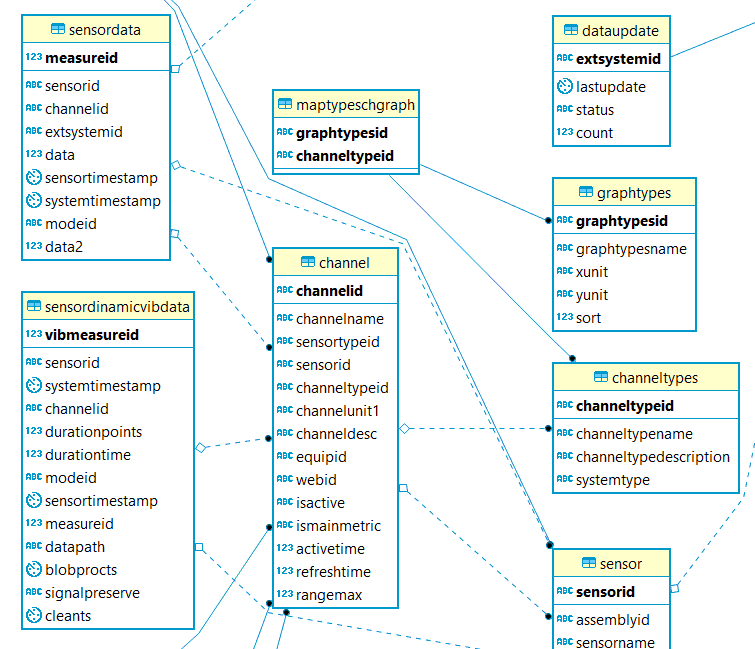 sensordata
123 measureid
ABC sensorid
ABC channelid
ABC extsystemid
123 data
sensortimestamp
systemtimestamp
ABC modeid
123 data2
sensordinamicvibdata
123 vibmeasureid
ABC sensorid
systemtimestamp
ABC channelid
123 durationpoints
123 durationtime
ABC modeid
sensortimestamp
123 measureid
ABC datapath
blobprocts
ABC signalpreserve
cleants
maptypeschgraph
ABC graphtypesid
ABC channeltypeid
channel
ABC channelid
ABC channelname
ABC sensortypeid
ABC sensorid
ABC channeltypeid
ABC channelunit1
ABC channeldesc
ABC equipid
ABC webid
ABC isactive
ABC ismainmetric
123 activetime
123 refreshtime
123 rangemax
dataupdate
ABC extsystemid
lastupdate
ABC status
123 count
graphtypes
ABC graphtypesid
ABC graphtypesname
ABC xunit
ABC yunit
123 sort
channeltypes
ABC channeltypeid
ABC channeltypename
ABC channeltypedescription
ABC systemtype
sensor
ABC sensorid
ABC assemblyid
ABC sensorname